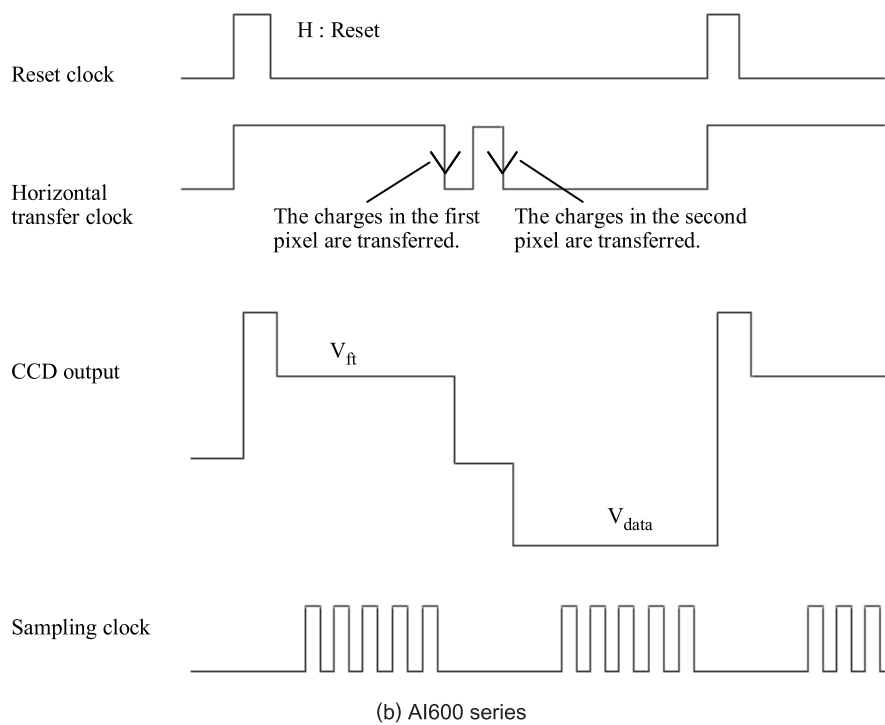 H : Reset
Reset clock
Horizontal
transfer clock
The charges in the first
pixel are transferred.
The charges in the second
pixel are transferred.
Vft
CCD output
Vdata
Sampling clock
(b) AI600 series